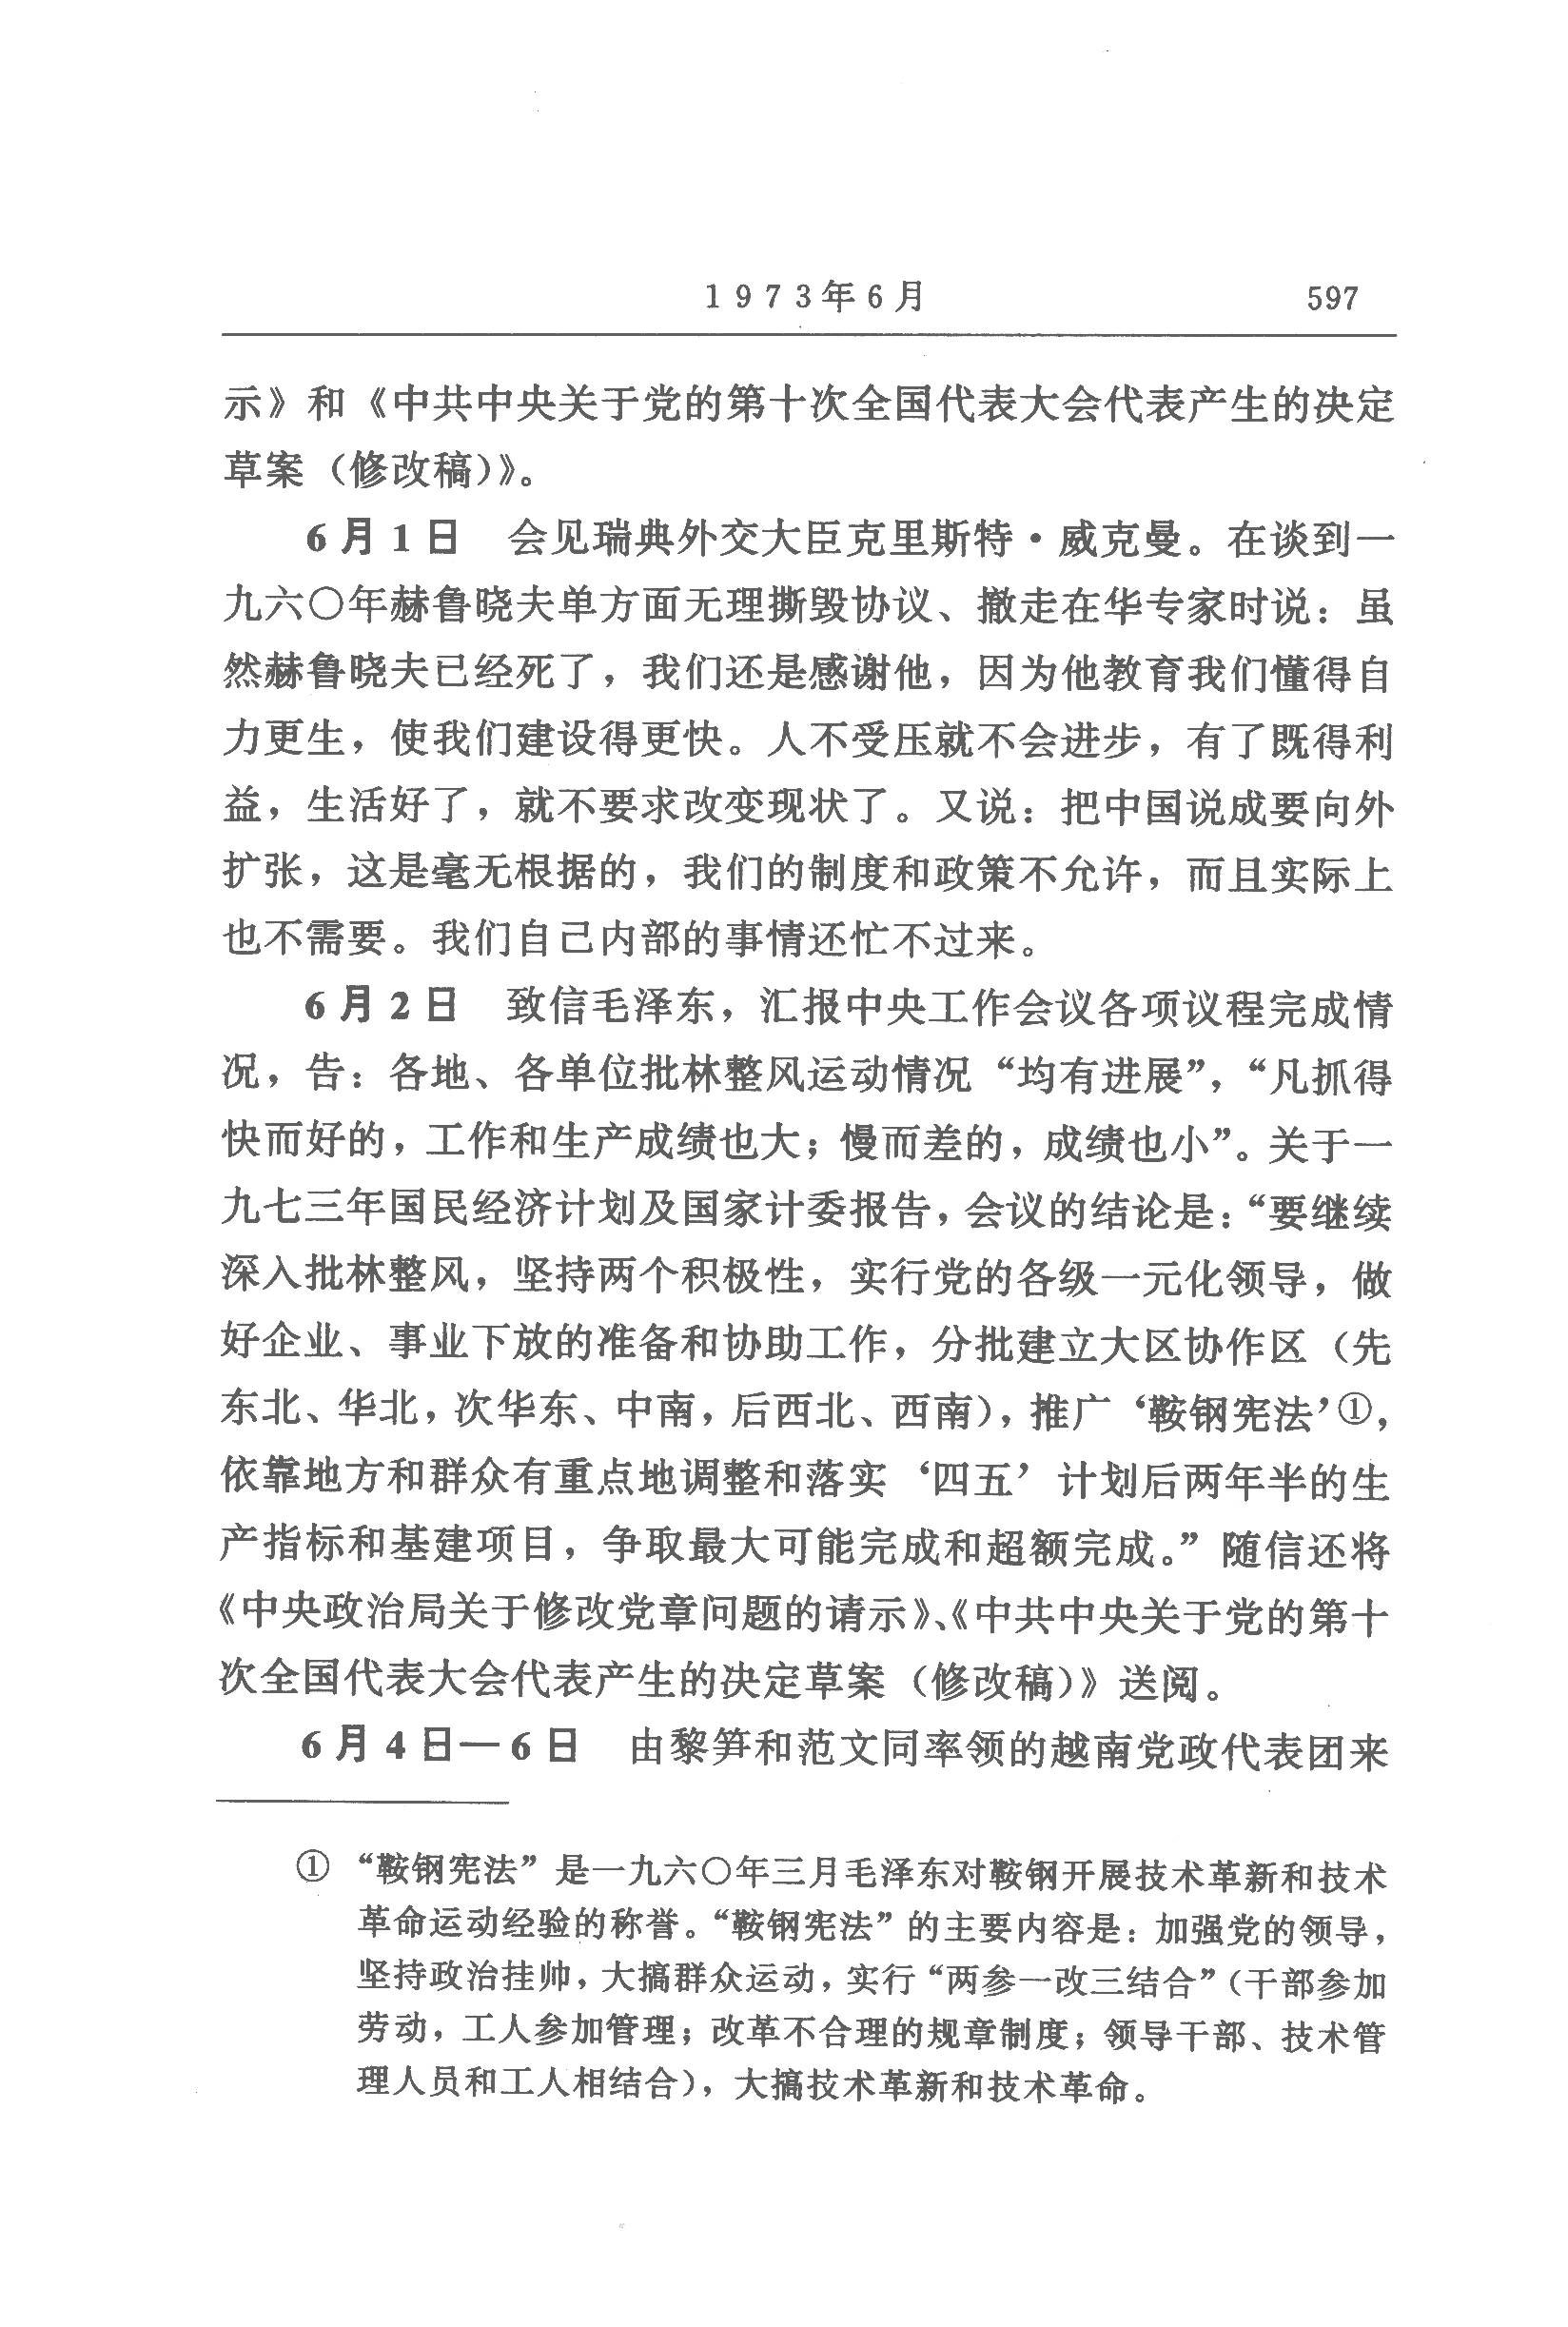 1973年6月 597
示》和《中共中央关于党的第十次全国代表大会代表产生的决定
草案（修改稿）》。
6月1日 会见瑞典外交大臣克里斯特·威克曼。在谈到一
九六〇年赫鲁晓夫单方面无理撕毁协议、撤走在华专家时说：虽
然赫鲁晓夫已经死了，我们还是感谢他，因为他教育我们懂得自
力更生，使我们建设得更快。人不受压就不会进步，有了既得利
益，生活好了，就不要求改变现状了。又说：把中国说成要向外
扩张，这是毫无根据的，我们的制度和政策不允许，而且实际上
也不需要。我们自己内部的事情还忙不过来。
6月2日 致信毛泽东，汇报中央工作会议各项议程完成情
况，告：各地、各单位批林整风运动情况“均有进展”，“凡抓得
快而好的，工作和生产成绩也大；慢而差的，成绩也小”。关于一
九七三年国民经济计划及国家计委报告，会议的结论是：“要继续
深入批林整风，坚持两个积极性，实行党的各级一元化领导，做
好企业、事业下放的准备和协助工作，分批建立大区协作区（先
东北、华北，次华东、中南，后西北、西南），推广‘鞍钢宪法’①，
依靠地方和群众有重点地调整和落实‘四五’计划后两年半的生
产指标和基建项目，争取最大可能完成和超额完成。”随信还将
《中央政治局关于修改党章问题的请示》、《中共中央关于党的第十
次全国代表大会代表产生的决定草案（修改稿）》送阅。
6月4日—6日 由黎笋和范文同率领的越南党政代表团来
① “鞍钢宪法”是一九六〇年三月毛泽东对鞍钢开展技术革新和技术
革命运动经验的称誉。“鞍钢宪法”的主要内容是：加强党的领导，
坚持政治挂帅，大搞群众运动，实行“两参一改三结合”（干部参加
劳动，工人参加管理；改革不合理的规章制度；领导干部、技术管
理人员和工人相结合），大搞技术革新和技术革命。